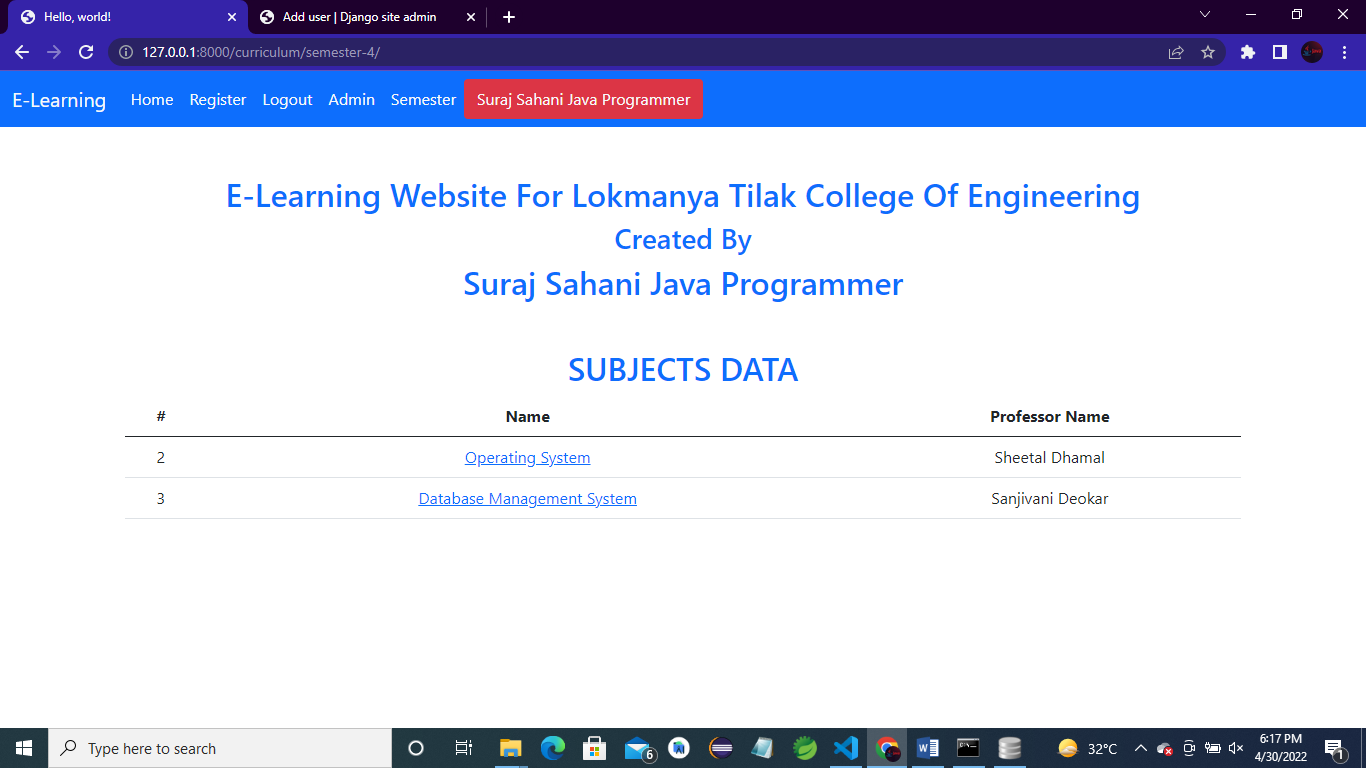 Hello, world!
Add user | Django site admin
127.0.0.1:8000/curriculum/semester-4/
E-Learning Home Register Logout Admin Semester Suraj Sahani Java Programmer
E-Learning Website For Lokmanya Tilak College Of Engineering
Created By
Suraj Sahani Java Programmer
SUBJECTS DATA
# Name Professor Name
2 Operating System Sheetal Dhamal
3 Database Management System Sanjivani Deokar
Type here to search
6
32°C
6:17 PM
4/30/2022
1